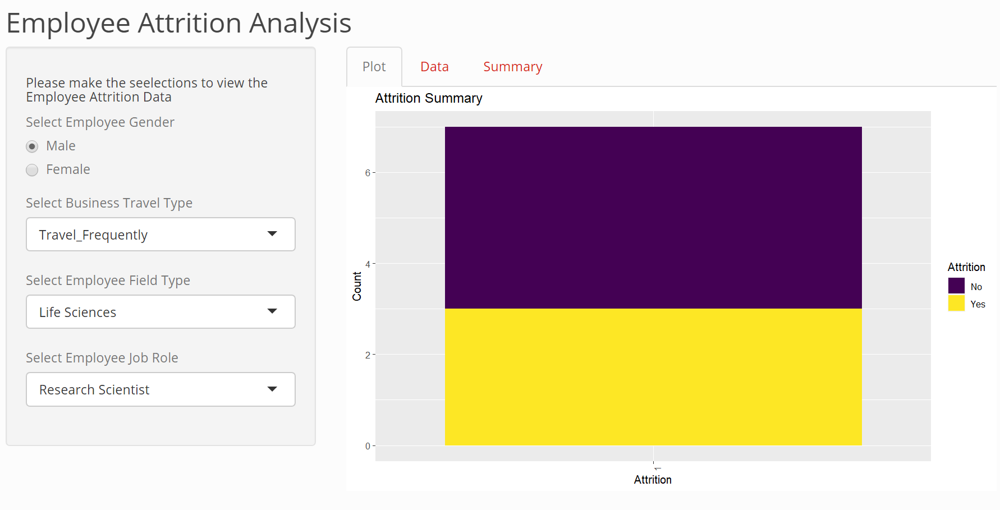 Employee Attrition Analysis
Please make the seelections to view the
Employee Attrition Data
Select Employee Gender
Male
Female
Select Business Travel Type
Travel_Frequently
Select Employee Field Type
Life Sciences
Select Employee Job Role
Research Scientist
Plot
Data
Summary
Attrition Summary
6
4
2
0
Count
1
Attrition
Attrition
No
Yes